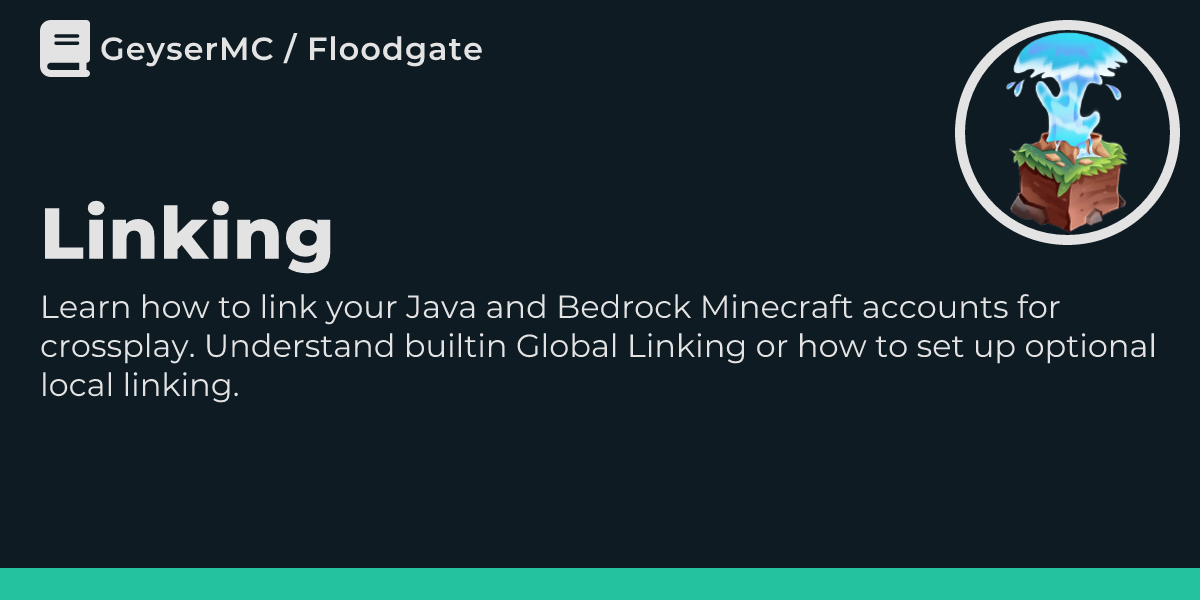 GeyserMC / Floodgate
Linking
Learn how to link your Java and Bedrock Minecraft accounts for
crossplay. Understand builtin Global Linking or how to set up optional
local linking.